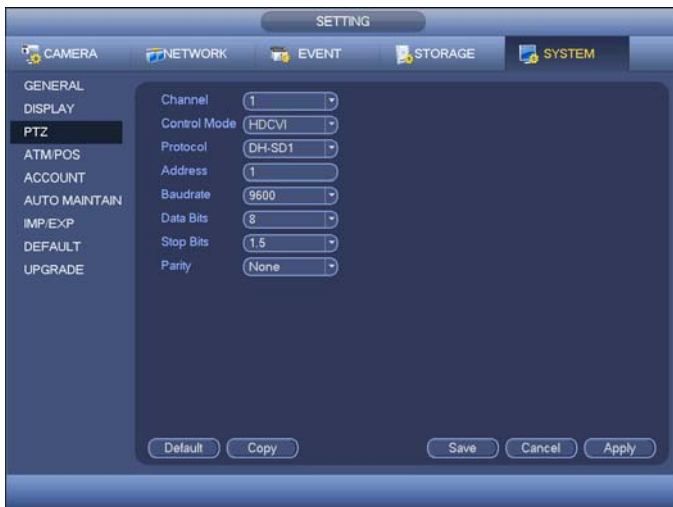 SETTING
CAMERA NETWORK EVENT STORAGE SYSTEM
GENERAL
DISPLAY
PTZ
ATM/POS
ACCOUNT
AUTO MAINTAIN
IMP/EXP
DEFAULT
UPGRADE
Channel 1
Control Mode HDCVI
Protocol DH-SD1
Address 1
Baudrate 9600
Data Bits 8
Stop Bits 1.5
Parity None
Default Copy Save Cancel Apply